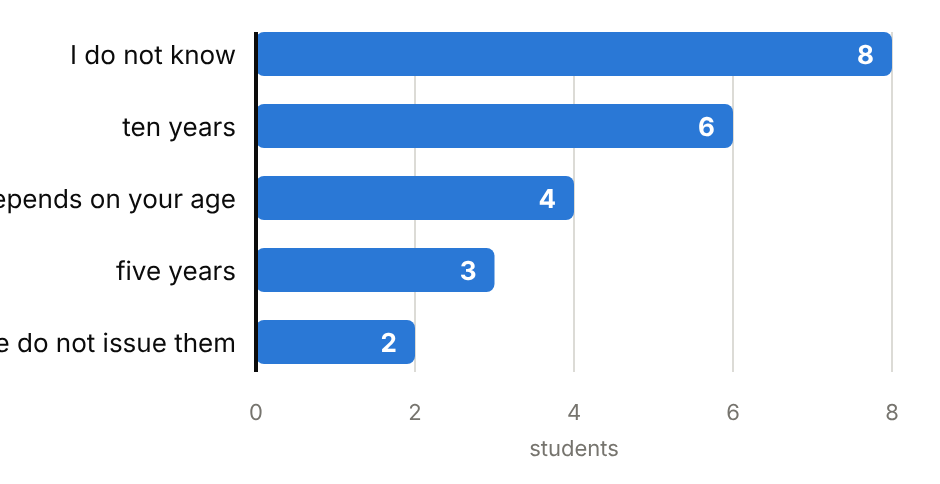 I do not know 8
ten years 6
on your age 4
five years 3
do not issue them 2
0 2 4 6 8
students